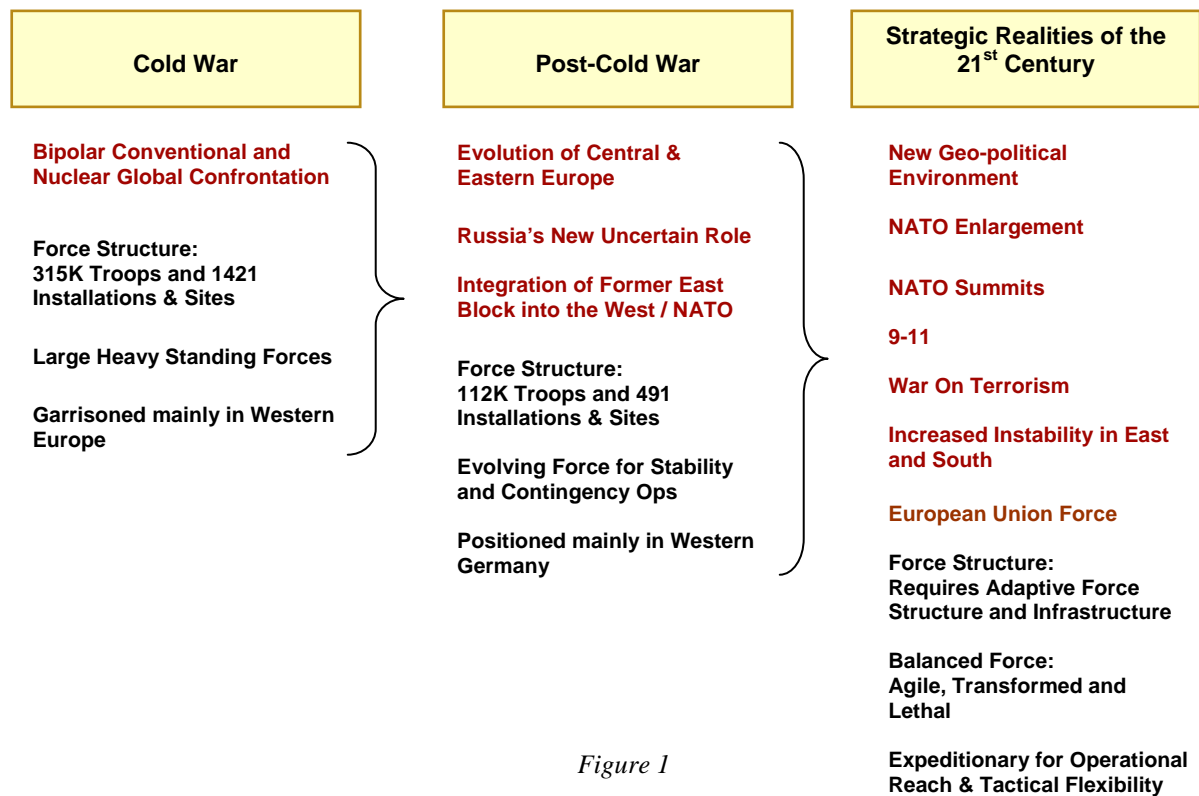 Cold War
Bipolar Conventional and
Nuclear Global Confrontation
Force Structure:
315K Troops and 1421
Installations & Sites
Large Heavy Standing Forces
Garrisoned mainly in Western
Europe
Post-Cold War
Evolution of Central &
Eastern Europe
Russia's New Uncertain Role
Integration of Former East
Block into the West / NATO
Force Structure:
112K Troops and 491
Installations & Sites
Evolving Force for Stability
and Contingency Ops
Positioned mainly in Western
Germany
Strategic Realities of the
21st Century
New Geo-political
Environment
NATO Enlargement
NATO Summits
9-11
War On Terrorism
Increased Instability in East
and South
European Union Force
Force Structure:
Requires Adaptive Force
Structure and Infrastructure
Balanced Force:
Agile, Transformed and
Lethal
Expeditionary for Operational
Reach & Tactical Flexibility
Figure 1